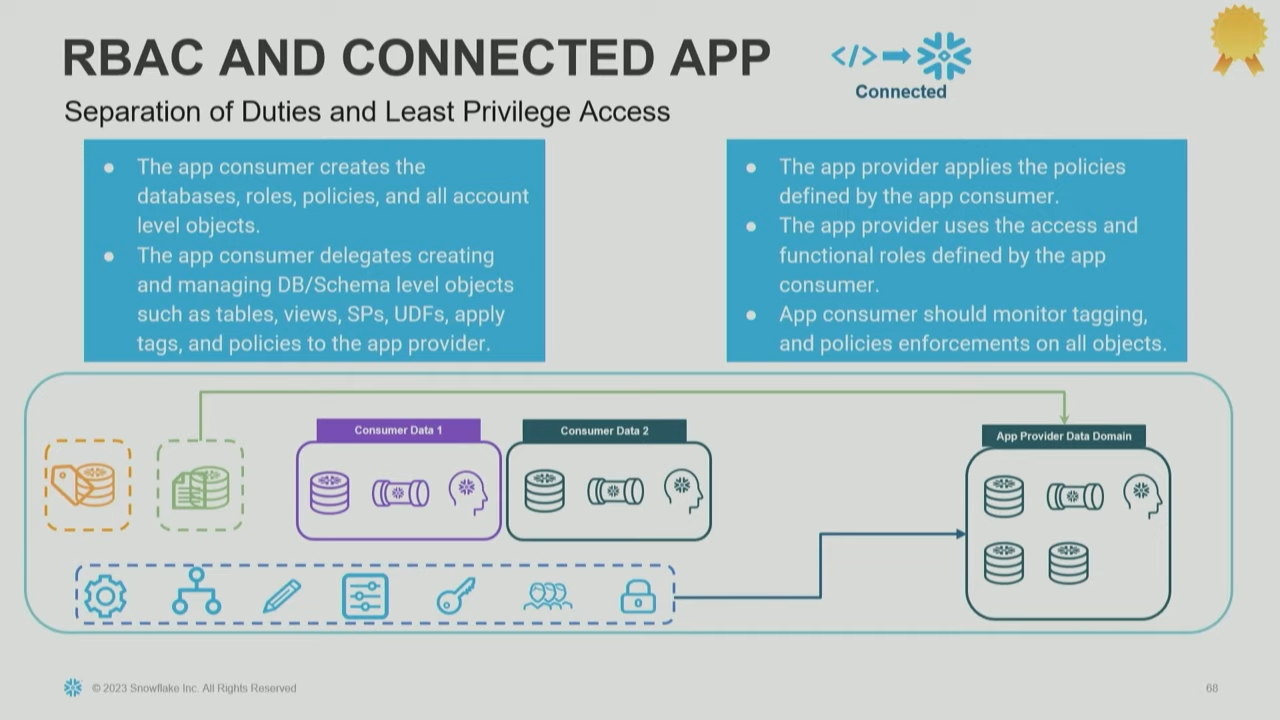 RBAC AND CONNECTED APP
Connected
Separation of Duties and Least Privilege Access
● The app consumer creates the
databases, roles, policies, and all account
level objects.
● The app consumer delegates creating
and managing DB/Schema level objects
such as tables, views, SPs, UDFs, apply
tags, and policies to the app provider.
● The app provider applies the policies
defined by the app consumer.
● The app provider uses the access and
functional roles defined by the app
consumer.
● App consumer should monitor tagging,
and policies enforcements on all objects.
Consumer Data 1
Consumer Data 2
App Provider Data Domain
© 2023 Snowflake Inc. All Rights Reserved
68